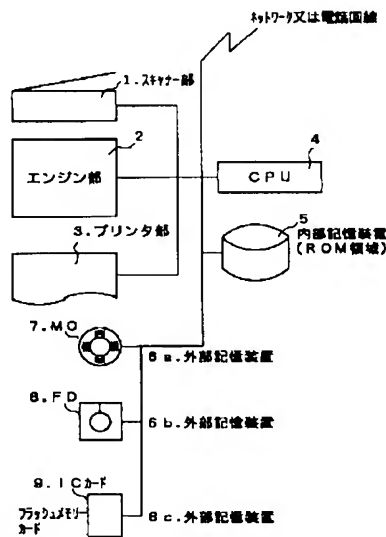 ネットワーク又は電話回線
1.スキャナー部
2
エンジン部
4
CPU
5
内部記憶装置
(ROM領域)
3.プリンタ部
7.MO
6a.外部記憶装置
8.FD
6b.外部記憶装置
9.ICカード
フラッシュメモリー
カード
6c.外部記憶装置